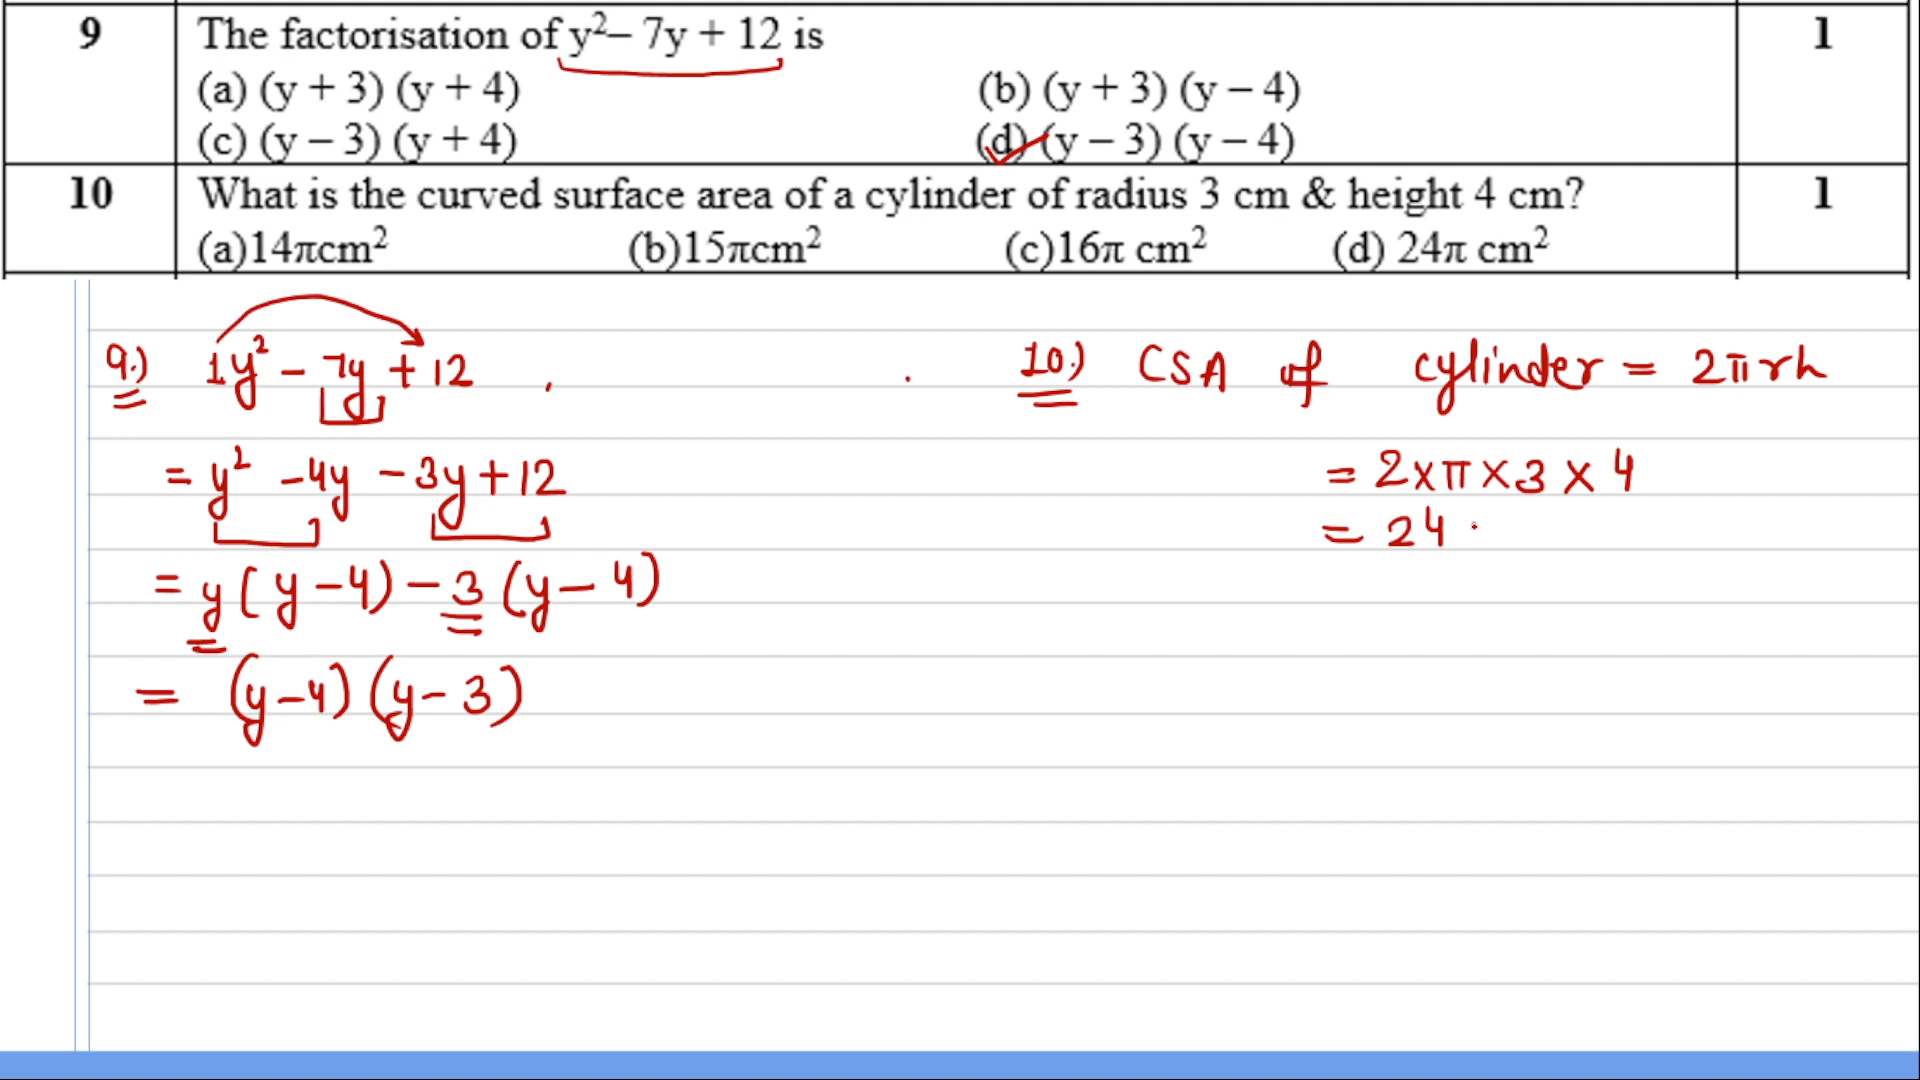 9 The factorisation of y²– 7y + 12 is 1
(a) (y + 3) (y + 4) (b) (y + 3) (y – 4)
(c) (y – 3) (y + 4) (d) (y – 3) (y – 4)
10 What is the curved surface area of a cylinder of radius 3 cm & height 4 cm? 1
(a)14πcm² (b)15πcm² (c)16π cm² (d) 24π cm²
9.) 1y² - 7y + 12
= y² - 4y - 3y + 12
= y(y-4) - 3(y-4)
= (y-4)(y-3)
10.) CSA of cylinder = 2πrh
= 2×π×3×4
= 24